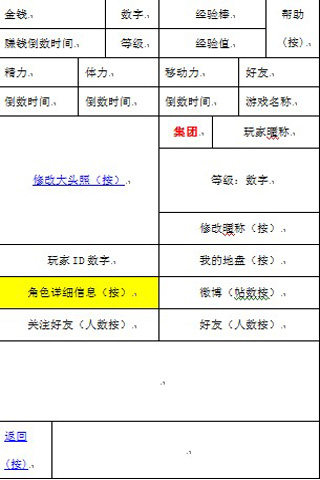 金钱 数字 经验棒 帮助
赚钱倒数时间 等级 经验值 (按)
精力 体力 移动力 好友
倒数时间 倒数时间 倒数时间 游戏名称
集团 玩家暱称
修改大头照（按） 等级：数字
修改暱称（按）
玩家 ID 数字 我的地盘（按）
角色详细信息（按） 微博（帖数按）
关注好友（人数按） 好友（人数按）
返回
(按)